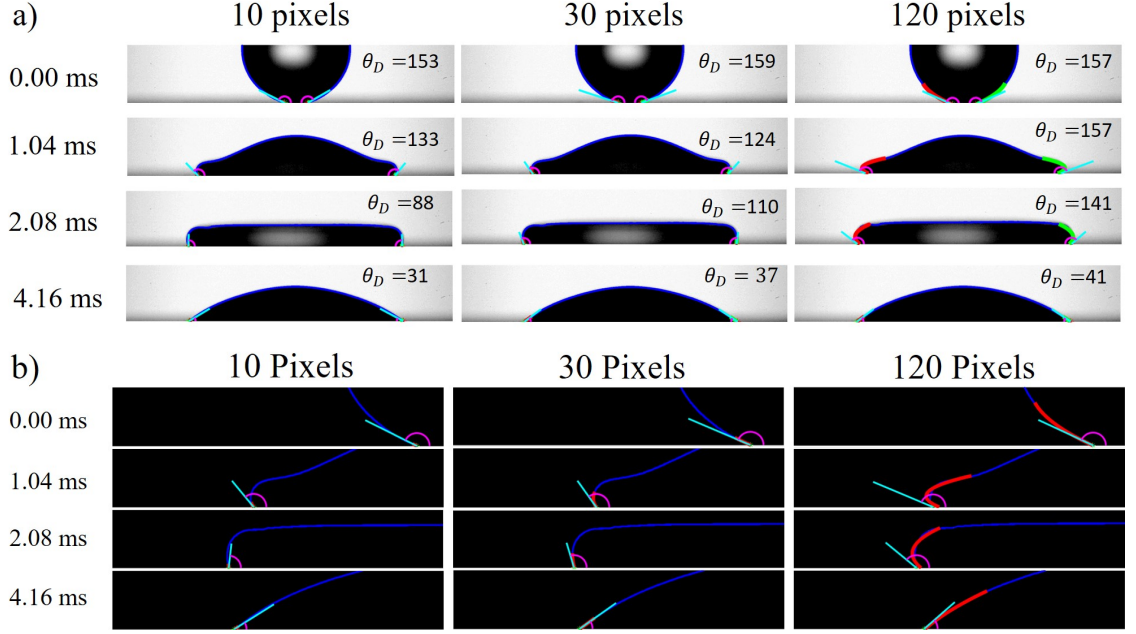 a)
10 pixels 30 pixels 120 pixels
0.00 ms θD =153 θD =159 θD =157
1.04 ms θD =133 θD =124 θD =157
2.08 ms θD =88 θD =110 θD =141
4.16 ms θD =31 θD = 37 θD =41
b)
10 Pixels 30 Pixels 120 Pixels
0.00 ms
1.04 ms
2.08 ms
4.16 ms